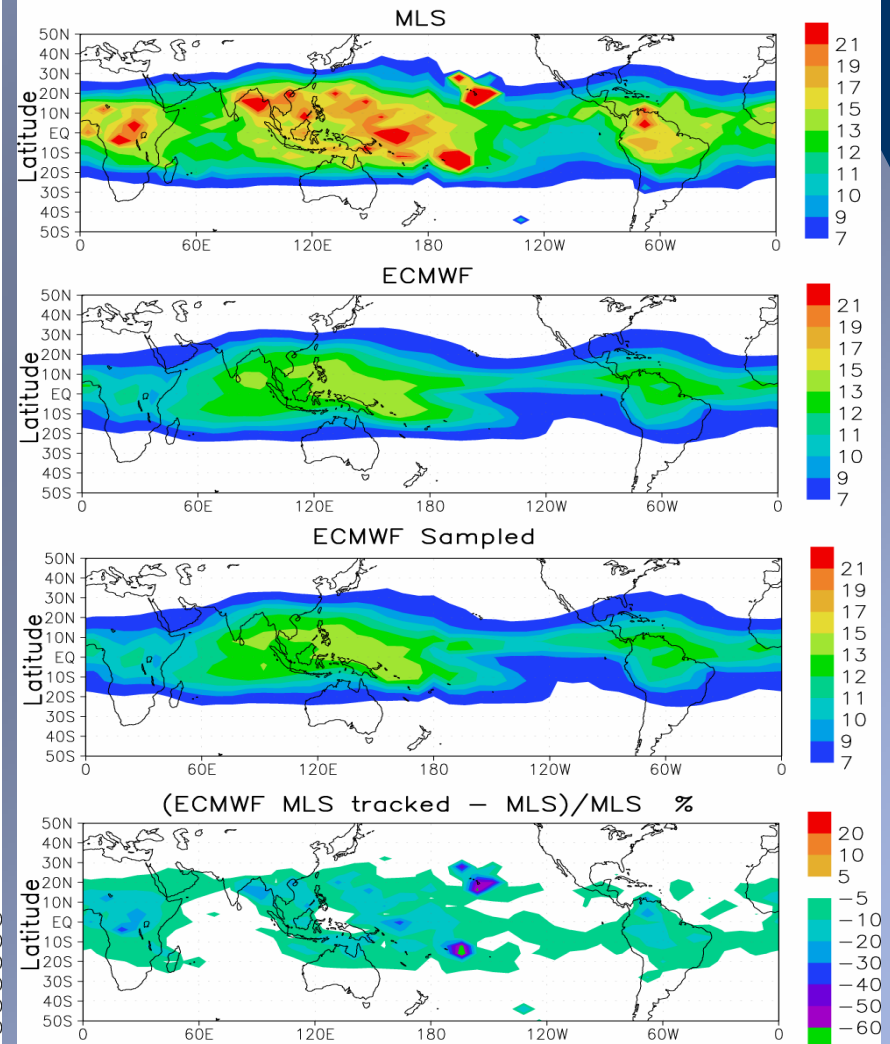 MLS
50N
40N
30N
20N
10N
EQ
10S
20S
30S
40S
50S
Latitude
0 60E 120E 180 120W 60W 0
21
19
17
15
13
12
11
10
9
7
ECMWF
50N
40N
30N
20N
10N
EQ
10S
20S
30S
40S
50S
Latitude
0 60E 120E 180 120W 60W 0
21
19
17
15
13
12
11
10
9
7
ECMWF Sampled
50N
40N
30N
20N
10N
EQ
10S
20S
30S
40S
50S
Latitude
0 60E 120E 180 120W 60W 0
21
19
17
15
13
12
11
10
9
7
(ECMWF MLS tracked – MLS)/MLS %
50N
40N
30N
20N
10N
EQ
10S
20S
30S
40S
50S
Latitude
0 60E 120E 180 120W 60W 0
20
10
5
−5
−10
−20
−30
−40
−50
−60